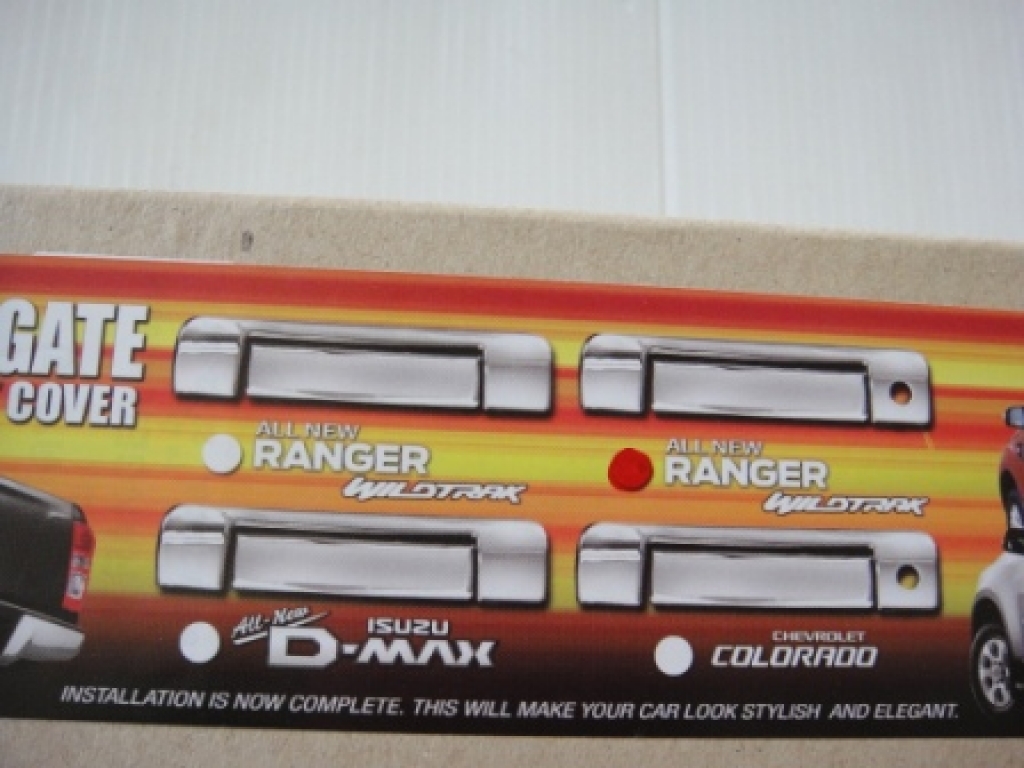 GATE
COVER
ALL NEW
RANGER
WILDTRAK
ALL NEW
RANGER
WILDTRAK
All-New
ISUZU
D-MAX
CHEVROLET
COLORADO
INSTALLATION IS NOW COMPLETE. THIS WILL MAKE YOUR CAR LOOK STYLISH AND ELEGANT.